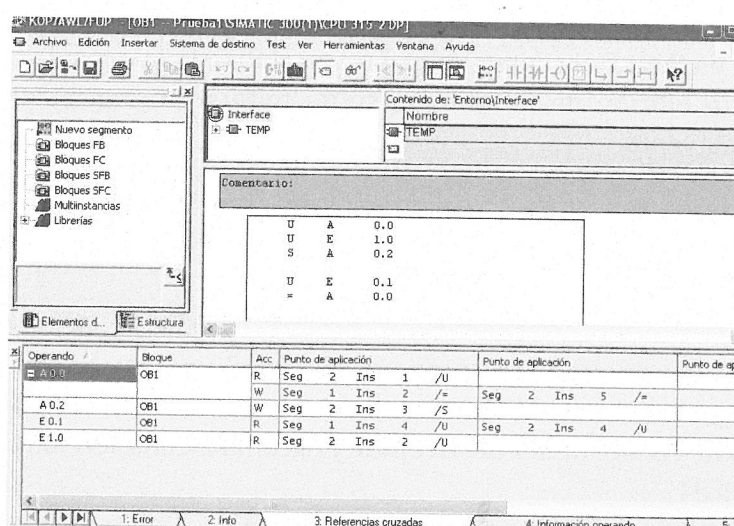 KOP/AWL/FUP - [OB1 -- Prueba1\SIMATIC 300(1)\CPU 315-2 DP]
Archivo Edición Insertar Sistema de destino Test Ver Herramientas Ventana Ayuda
Contenido de: 'Entorno\Interface'
Interface
Nombre
TEMP
TEMP
Nuevo segmento
Bloques FB
Bloques FC
Bloques SFB
Bloques SFC
Multiinstancias
Librerías
Comentario:
U A 0.0
U E 1.0
S A 0.2
U E 0.1
= A 0.0
Elementos d... Estructura
Operando Bloque Acc Punto de aplicación Punto de aplicación Punto de ap
A 0.0 OB1 R Seg 2 Ins 1 /U
W Seg 1 Ins 2 /= Seg 2 Ins 5 /=
A 0.2 OB1 W Seg 2 Ins 3 /S
E 0.1 OB1 R Seg 1 Ins 4 /U Seg 2 Ins 4 /U
E 1.0 OB1 R Seg 2 Ins 2 /U
1: Error 2: Info 3: Referencias cruzadas 4: Información operando 5